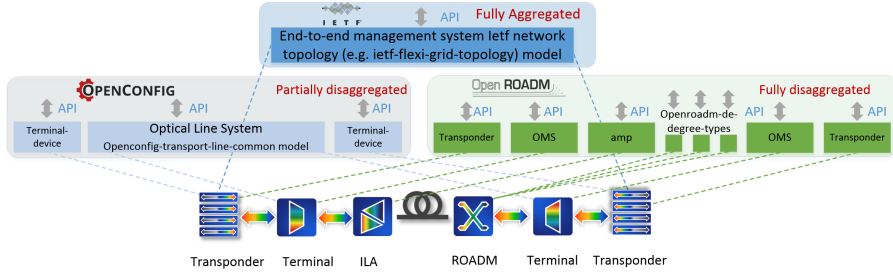 I E T F
API
Fully Aggregated
End-to-end management system Ietf network
topology (e.g. ietf-flexi-grid-topology) model
OPENCONFIG
Partially disaggregated
API
API
API
Terminal-
device
Optical Line System
Openconfig-transport-line-common model
Terminal-
device
Open ROADM
Fully disaggregated
API
API
API
API
API
Openroadm-de-
degree-types
Transponder
OMS
amp
OMS
Transponder
Transponder
Terminal
ILA
ROADM
Terminal
Transponder